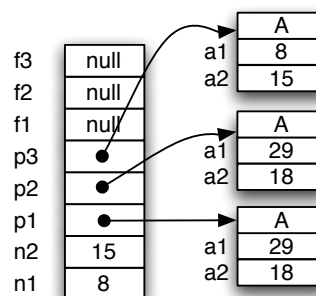 f3 null
f2 null
f1 null
p3
p2
p1
n2 15
n1 8
A
a1 8
a2 15
A
a1 29
a2 18
A
a1 29
a2 18